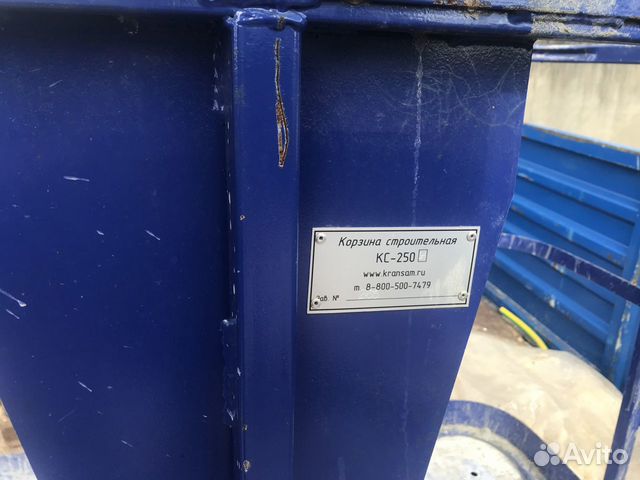 Корзина строительная
КС-250
www.kransam.ru
т 8-800-500-7479
Зав. №
Avito